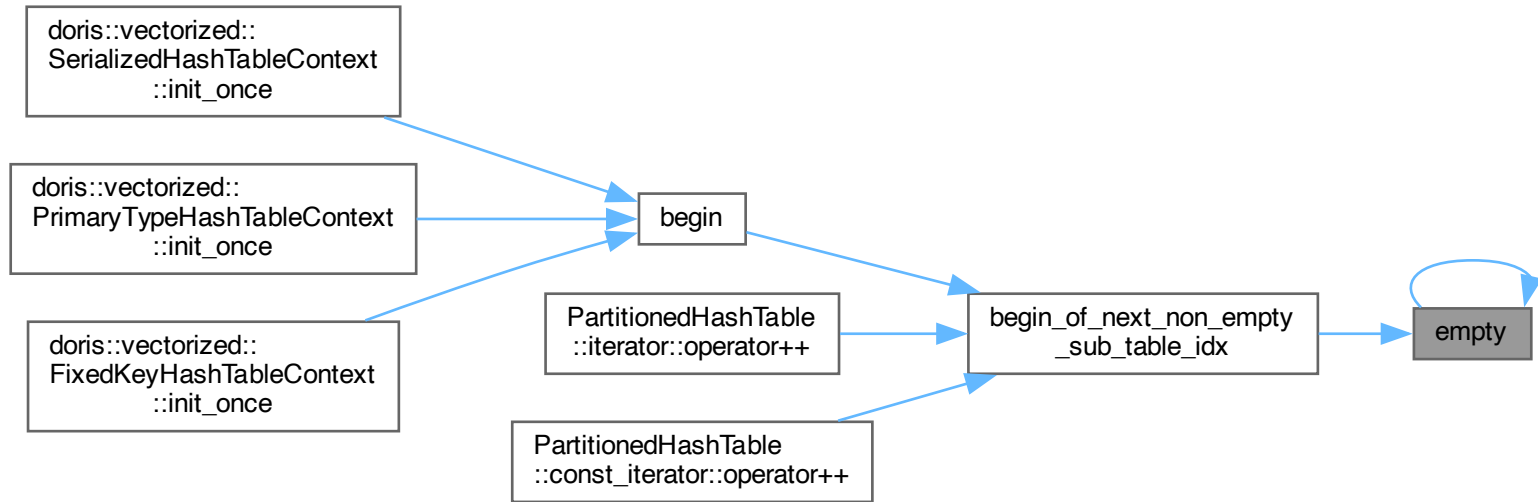 doris::vectorized::
SerializedHashTableContext
::init_once
doris::vectorized::
PrimaryTypeHashTableContext
::init_once
doris::vectorized::
FixedKeyHashTableContext
::init_once
begin
PartitionedHashTable
::iterator::operator++
PartitionedHashTable
::const_iterator::operator++
begin_of_next_non_empty
_sub_table_idx
empty